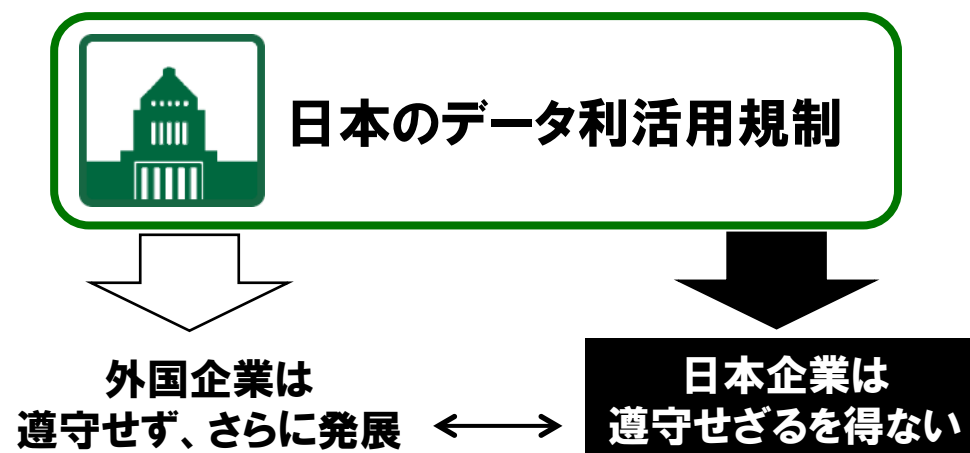 日本のデータ利活用規制
外国企業は
遵守せず、さらに発展
日本企業は
遵守せざるを得ない